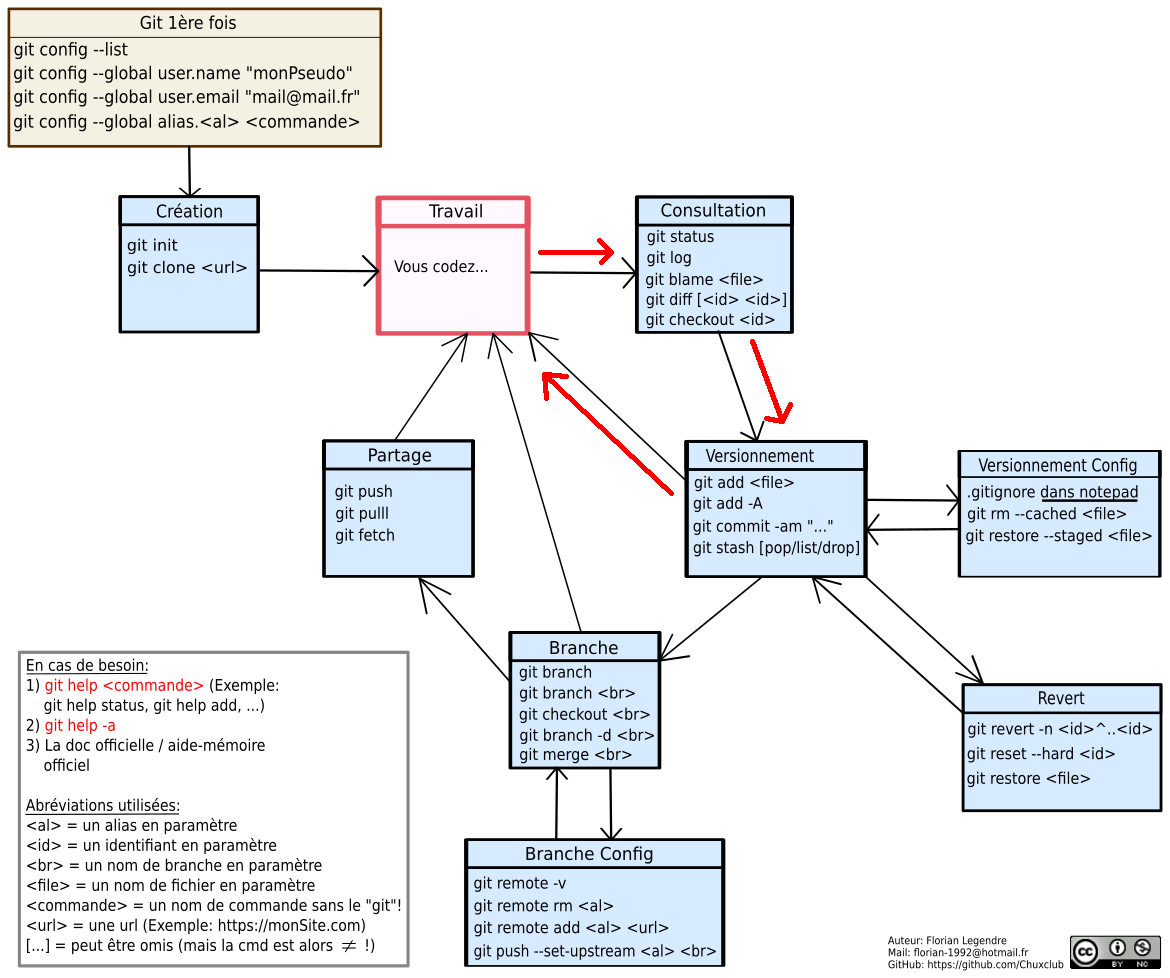 Git 1ère fois
git config --list
git config --global user.name "monPseudo"
git config --global user.email "mail@mail.fr"
git config --global alias.<al> <commande>
Création
git init
git clone <url>
Travail
Vous codez...
Consultation
git status
git log
git blame <file>
git diff [<id> <id>]
git checkout <id>
Partage
git push
git pulll
git fetch
Versionnement
git add <file>
git add -A
git commit -am "..."
git stash [pop/list/drop]
Versionnement Config
.gitignore dans notepad
git rm --cached <file>
git restore --staged <file>
Branche
git branch
git branch <br>
git checkout <br>
git branch -d <br>
git merge <br>
Revert
git revert -n <id>^..<id>
git reset --hard <id>
git restore <file>
Branche Config
git remote -v
git remote rm <al>
git remote add <al> <url>
git push --set-upstream <al> <br>
En cas de besoin:
1) git help <commande> (Exemple:
git help status, git help add, ...)
2) git help -a
3) La doc officielle / aide-mémoire
officiel
Abréviations utilisées:
<al> = un alias en paramètre
<id> = un identifiant en paramètre
<br> = un nom de branche en paramètre
<file> = un nom de fichier en paramètre
<commande> = un nom de commande sans le "git"!
<url> = une url (Exemple: https://monSite.com)
[...] = peut être omis (mais la cmd est alors ≠ !)
Auteur: Florian Legendre
Mail: florian-1992@hotmail.fr
GitHub: https://github.com/Chuxclub
cc
BY NC